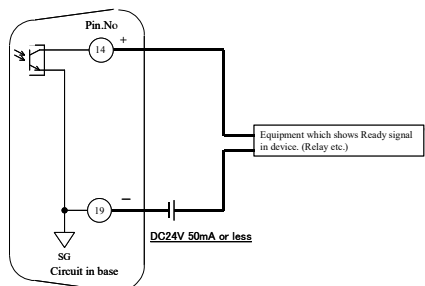 Pin.No
14
+
Equipment which shows Ready signal
in device. (Relay etc.)
19
−
DC24V 50mA or less
SG
Circuit in base